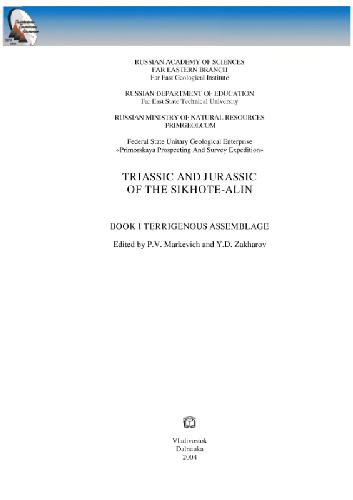 RUSSIAN ACADEMY OF SCIENCES
FAR EASTERN BRANCH
Far East Geological Institute
RUSSIAN DEPARTMENT OF EDUCATION
Far East State Technical University
RUSSIAN MINISTRY OF NATURAL RESOURCES
PRIMGEOLCOM
Federal State Unitary Geological Enterprise
«Primorskaya Prospecting And Survey Expedition»
TRIASSIC AND JURASSIC
OF THE SIKHOTE-ALIN
BOOK I TERRIGENOUS ASSEMBLAGE
Edited by P.V. Markevich and Y.D. Zakharov
Vladivostok
Dalnauka
2004